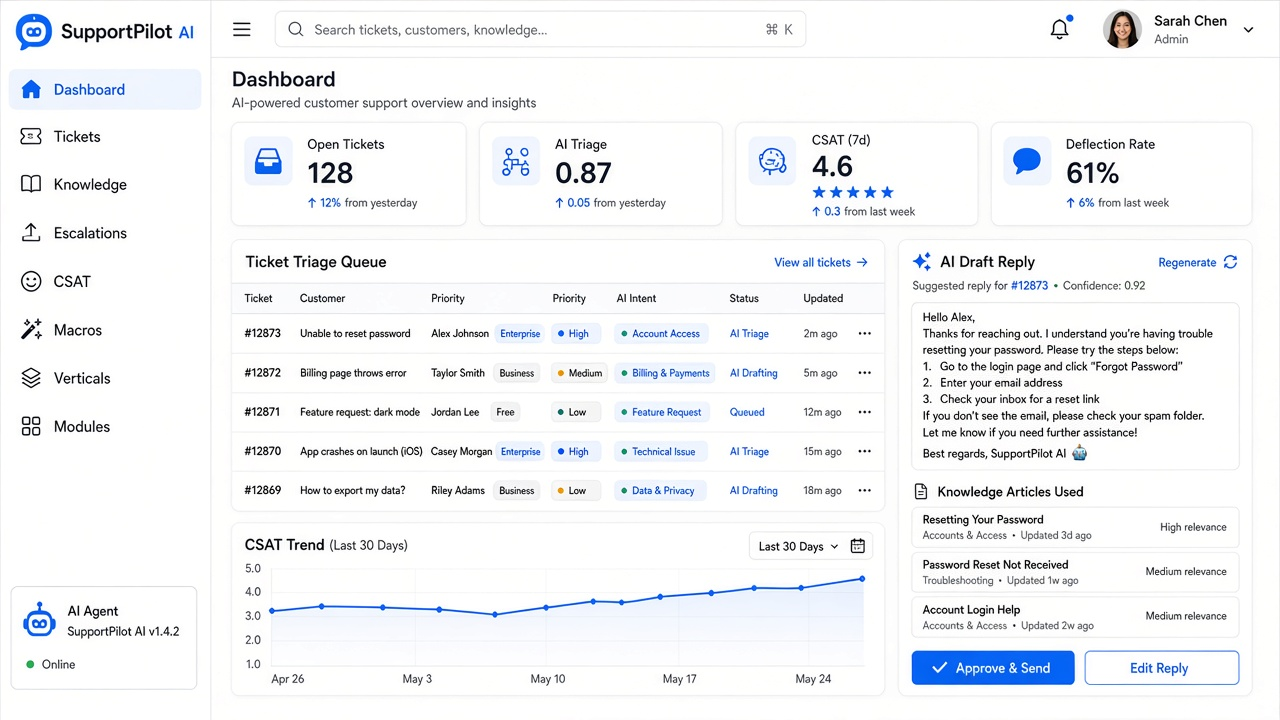 SupportPilot AI
Search tickets, customers, knowledge... ⌘ K
Sarah Chen
Admin
Dashboard
Tickets
Knowledge
Escalations
CSAT
Macros
Verticals
Modules
AI Agent
SupportPilot AI v1.4.2
Online
Dashboard
AI-powered customer support overview and insights
Open Tickets
128
↑ 12% from yesterday
AI Triage
0.87
↑ 0.05 from yesterday
CSAT (7d)
4.6
★★★★★
↑ 0.3 from last week
Deflection Rate
61%
↑ 6% from last week
Ticket Triage Queue
View all tickets →
Ticket Customer Priority Priority AI Intent Status Updated
#12873 Unable to reset password Alex Johnson Enterprise High Account Access AI Triage 2m ago
#12872 Billing page throws error Taylor Smith Business Medium Billing & Payments AI Drafting 5m ago
#12871 Feature request: dark mode Jordan Lee Free Low Feature Request Queued 12m ago
#12870 App crashes on launch (iOS) Casey Morgan Enterprise High Technical Issue AI Triage 15m ago
#12869 How to export my data? Riley Adams Business Low Data & Privacy AI Drafting 18m ago
CSAT Trend (Last 30 Days)
Last 30 Days
5.0
4.0
3.0
2.0
1.0
Apr 26 May 3 May 10 May 17 May 24
AI Draft Reply
Regenerate
Suggested reply for #12873 • Confidence: 0.92
Hello Alex,
Thanks for reaching out. I understand you're having trouble
resetting your password. Please try the steps below:
1. Go to the login page and click "Forgot Password"
2. Enter your email address
3. Check your inbox for a reset link
If you don't see the email, please check your spam folder.
Let me know if you need further assistance!
Best regards, SupportPilot AI
Knowledge Articles Used
Resetting Your Password
Accounts & Access • Updated 3d ago
High relevance
Password Reset Not Received
Troubleshooting • Updated 1w ago
Medium relevance
Account Login Help
Accounts & Access • Updated 2w ago
Medium relevance
Approve & Send
Edit Reply